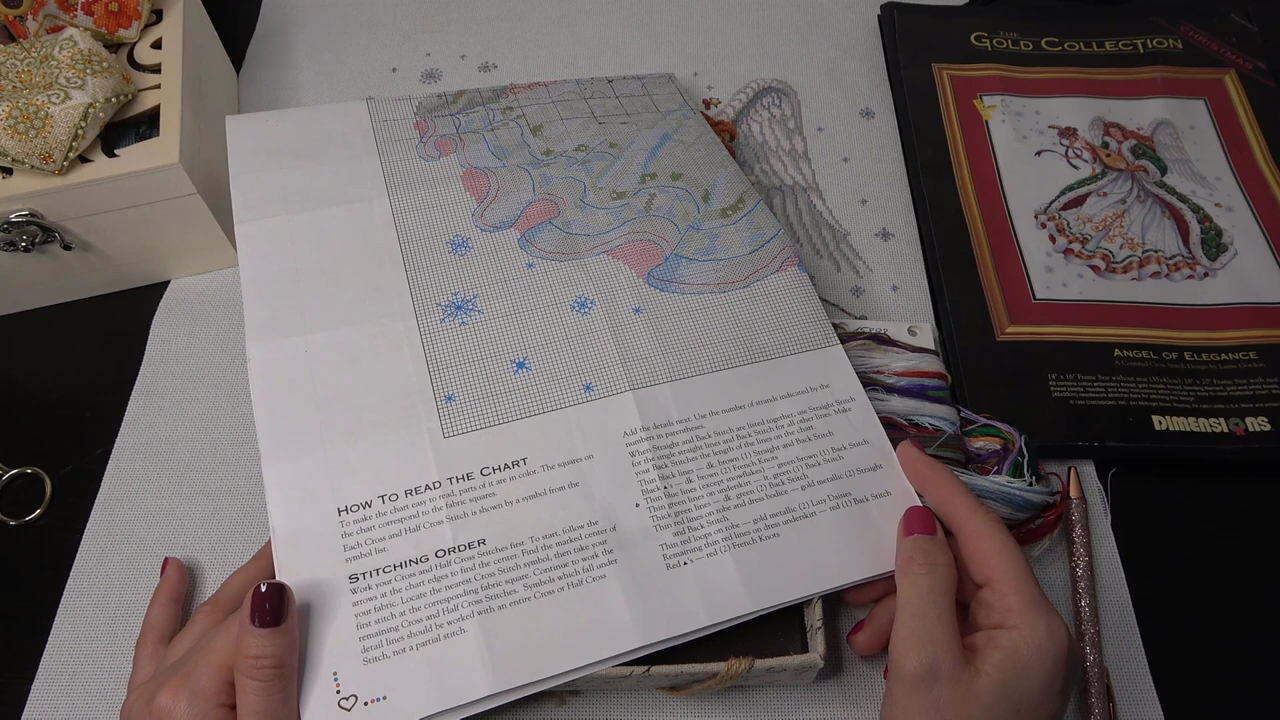 THE
GOLD COLLECTION
CHRISTMAS
ANGEL OF ELEGANCE
A Counted Cross Stitch Design by
14" x 16" Frame Size without mat
DIMENSIONS
HOW TO READ THE CHART
To make the chart easy to read, parts of it are in color. The squares on
the chart correspond to the fabric squares.
Each Cross and Half Cross Stitch is shown by a symbol from the
symbol list.
STITCHING ORDER
Work your Cross and Half Cross Stitches first. To start, follow the
arrows at the chart edges to find the center. Find the marked center of
your fabric. Locate the nearest Cross Stitch symbol, then take your
first stitch at the corresponding fabric square. Continue to work the
remaining Cross and Half Cross Stitches. Symbols which fall under
detail lines should be worked with an entire Cross or Half Cross
Stitch, not a partial stitch.
Add the details next. Use the number of strands indicated by the
numbers in parentheses.
When Straight and Back Stitch are listed together, use Straight Stitch
for the single straight lines and Back Stitch for all other lines. Make
your Back Stitches the length of the lines on the chart.
Thin black lines — dk. brown (1) Straight and Back Stitch
Black ▲'s — dk. brown (2) French Knots
Thin blue lines (except snowflakes) — green brown (1) Back Stitch
Thin green lines on underskirt — lt. green (1) Back Stitch
Thick green lines — dk. green (2) Back Stitch
Thin red lines on robe and dress bodice — gold metallic (2) Straight
and Back Stitch
Thin red loops on robe — gold metallic (2) Lazy Daisies
Remaining thin red lines on dress underskirt — red (1) Back Stitch
Red ▲'s — red (2) French Knots